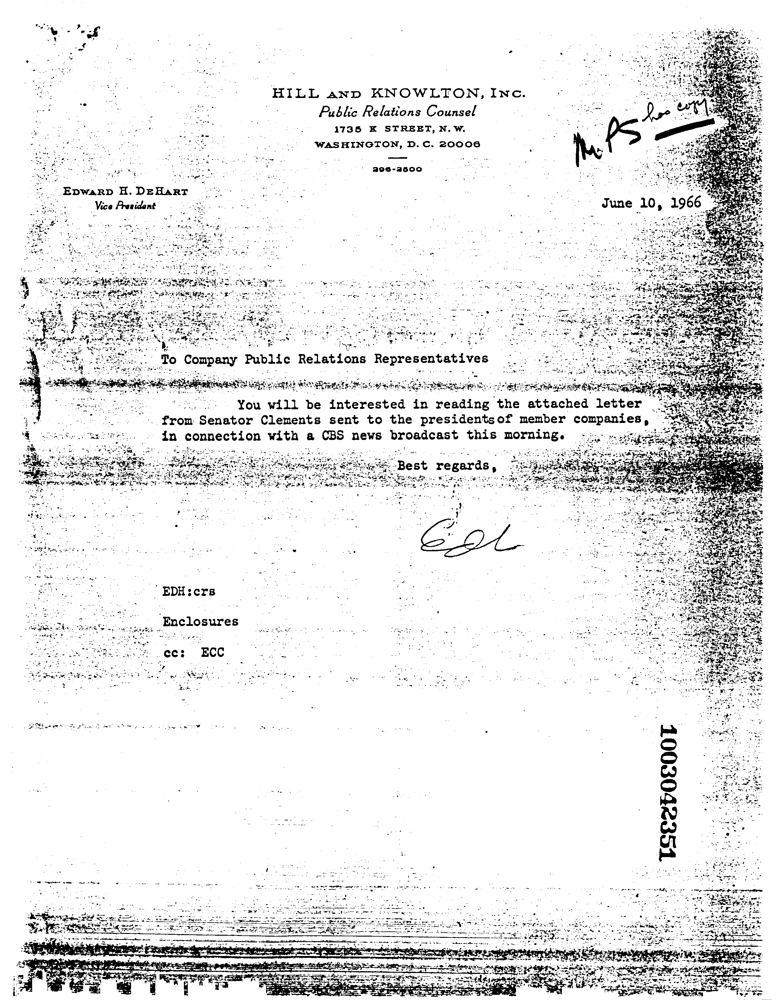 HILL AND KNOWLTON, INC.
Public Relations Counsel
1735 K STREET, N.W.
WASHINGTON, D. C. 20006
296-2600
Mr PS has copy
EDWARD H. DEHART
Vice President
June 10, 1966
To Company Public Relations Representatives
You will be interested in reading the attached letter
from Senator Clements sent to the presidents of member companies,
in connection with a CBS news broadcast this morning.
Best regards,
EDH:crs
Enclosures
cc: ECC
1003042351